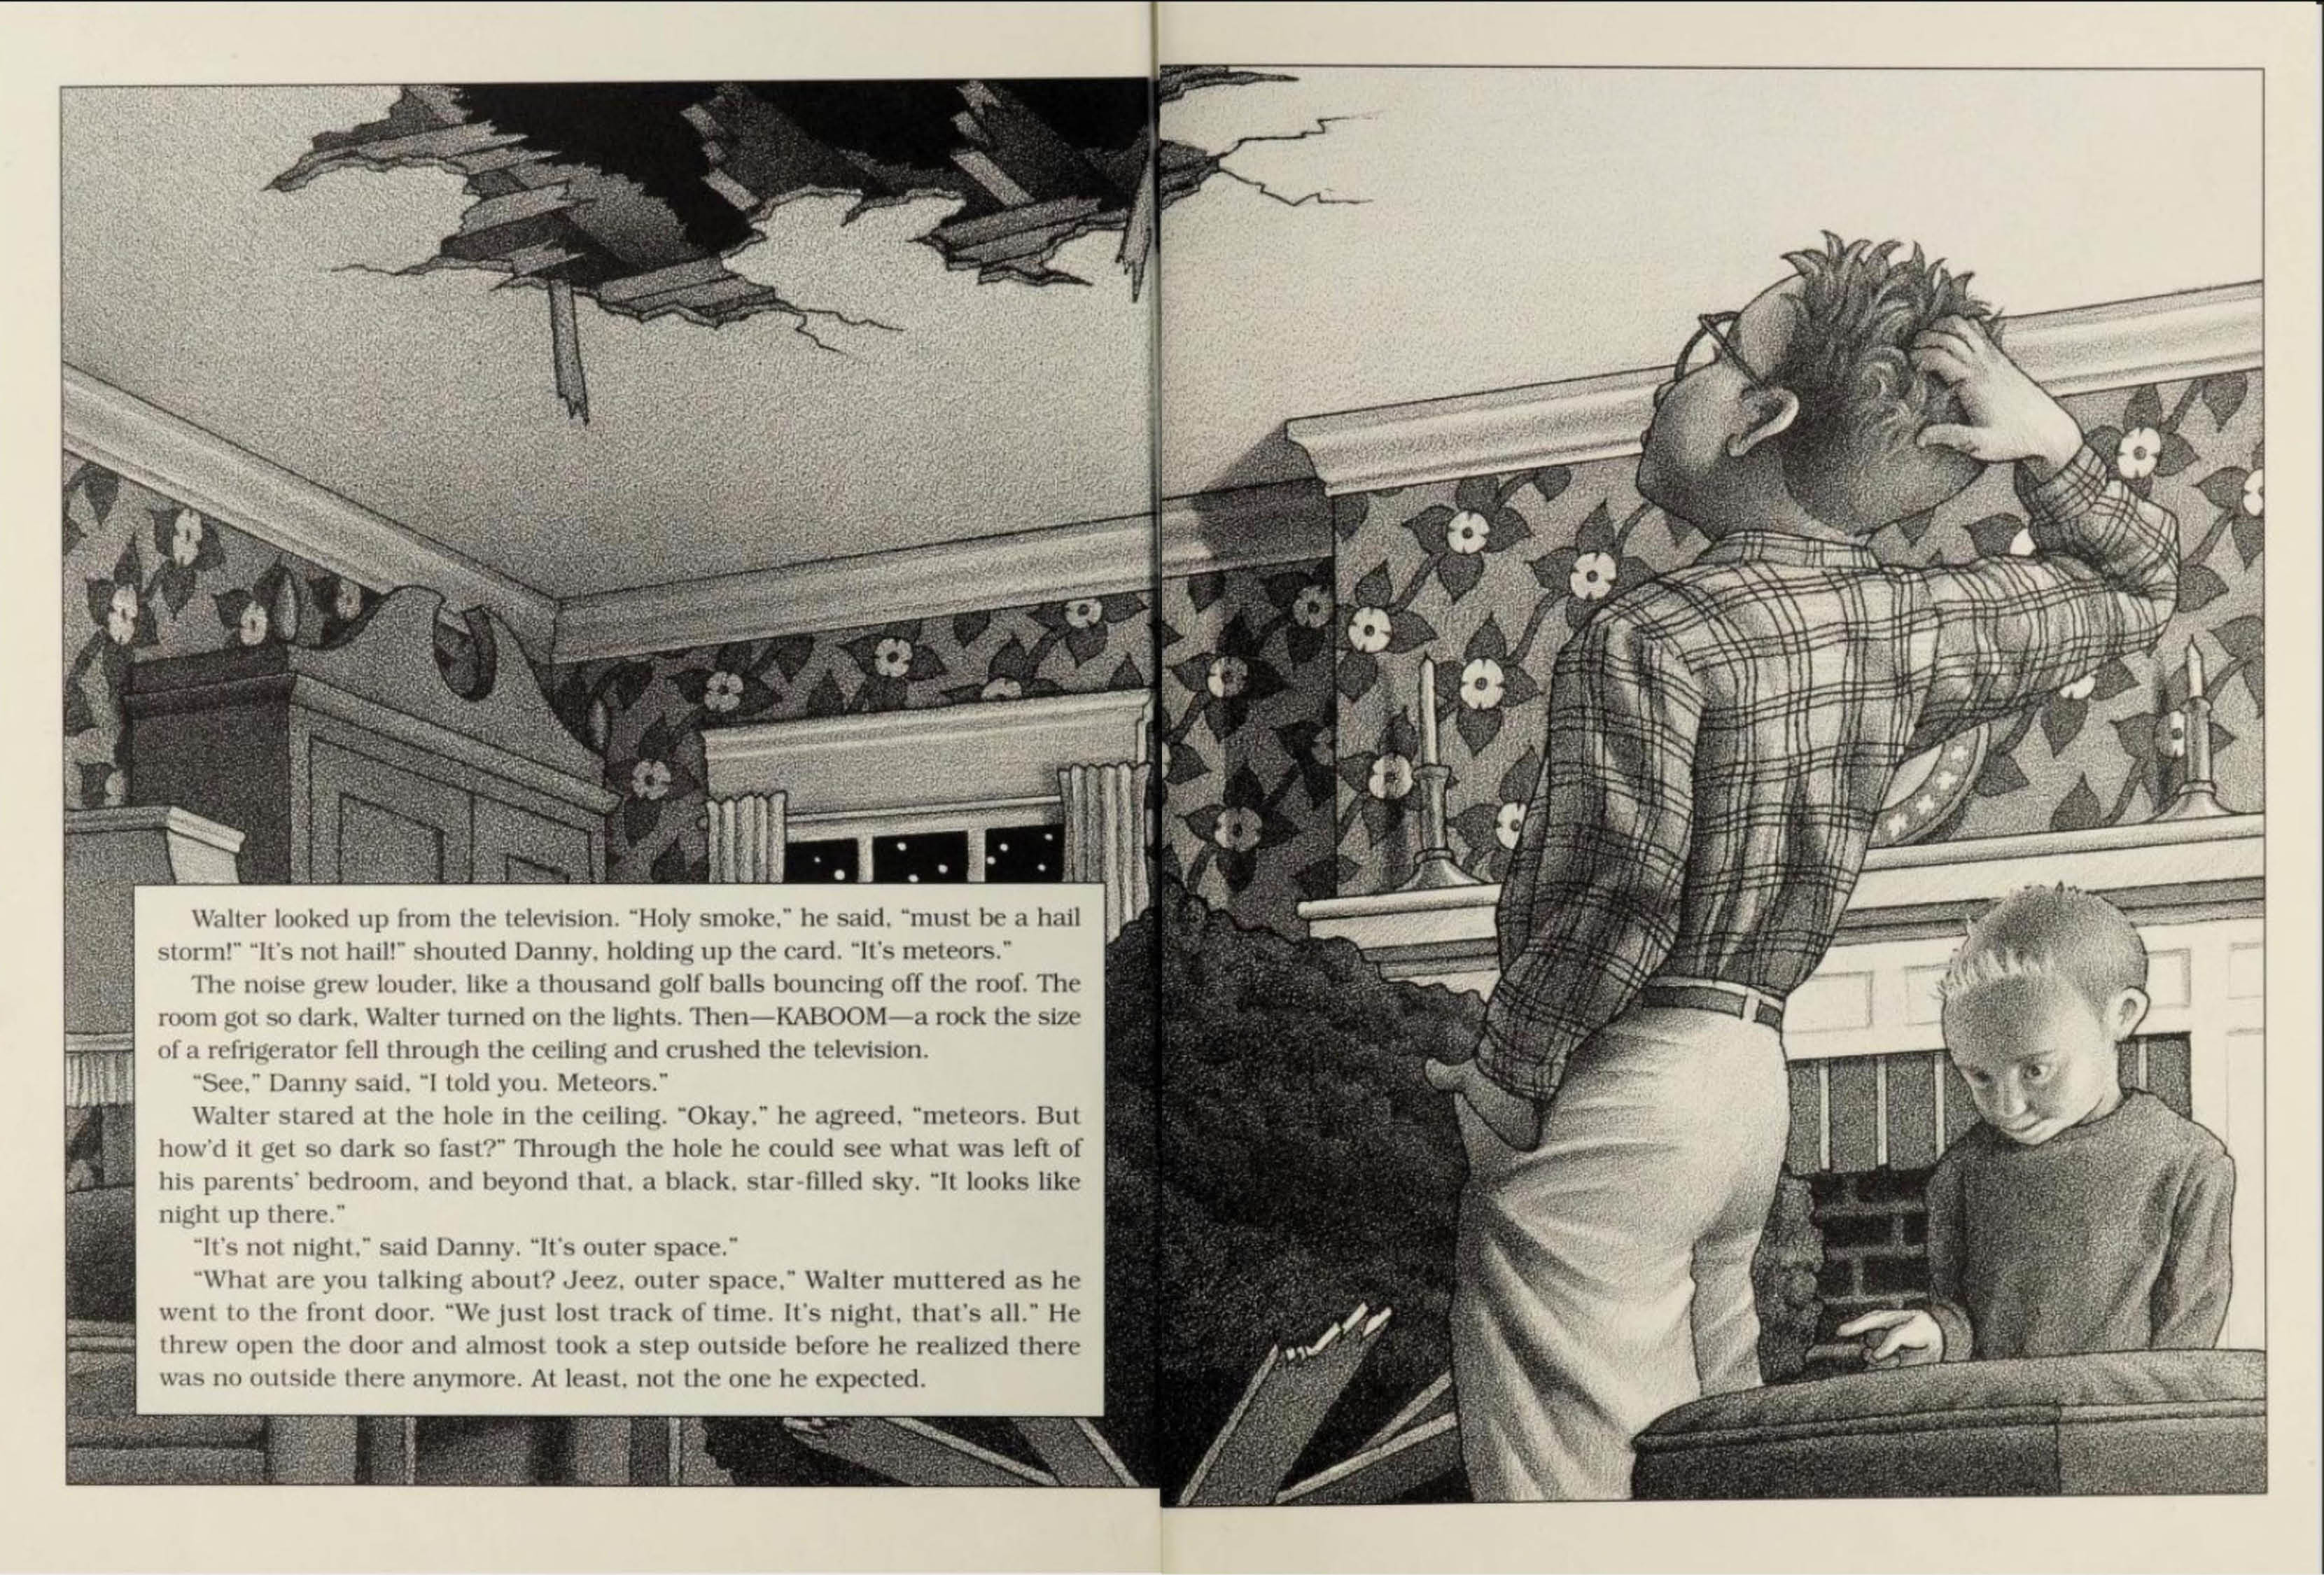 Walter looked up from the television. “Holy smoke,” he said, “must be a hail
storm!” “It’s not hail!” shouted Danny, holding up the card. “It’s meteors.”
The noise grew louder, like a thousand golf balls bouncing off the roof. The
room got so dark, Walter turned on the lights. Then—KABOOM—a rock the size
of a refrigerator fell through the ceiling and crushed the television.
“See,” Danny said, “I told you. Meteors.”
Walter stared at the hole in the ceiling. “Okay,” he agreed, “meteors. But
how’d it get so dark so fast?” Through the hole he could see what was left of
his parents’ bedroom, and beyond that, a black, star-filled sky. “It looks like
night up there.”
“It’s not night,” said Danny. “It’s outer space.”
“What are you talking about? Jeez, outer space,” Walter muttered as he
went to the front door. “We just lost track of time. It’s night, that’s all.” He
threw open the door and almost took a step outside before he realized there
was no outside there anymore. At least, not the one he expected.